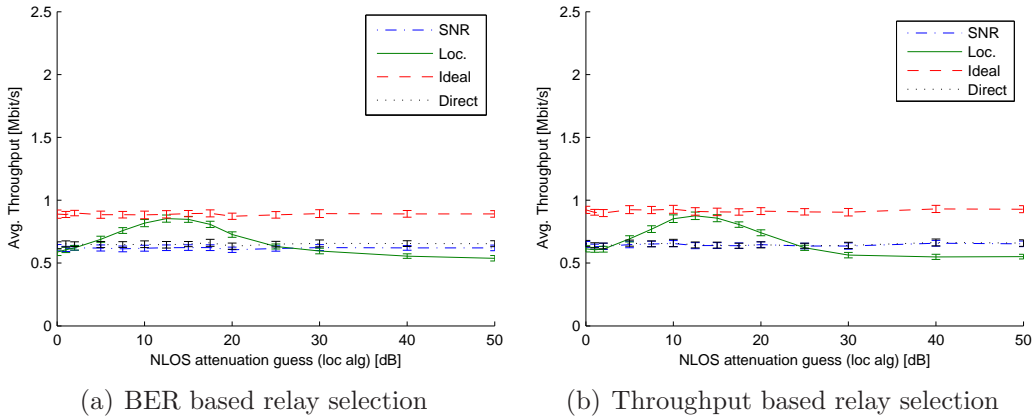 2.5
2
1.5
1
0.5
0
Avg. Throughput [Mbit/s]
SNR
Loc.
Ideal
Direct
0 10 20 30 40 50
NLOS attenuation guess (loc alg) [dB]
(a) BER based relay selection
2.5
2
1.5
1
0.5
0
Avg. Throughput [Mbit/s]
SNR
Loc.
Ideal
Direct
0 10 20 30 40 50
NLOS attenuation guess (loc alg) [dB]
(b) Throughput based relay selection